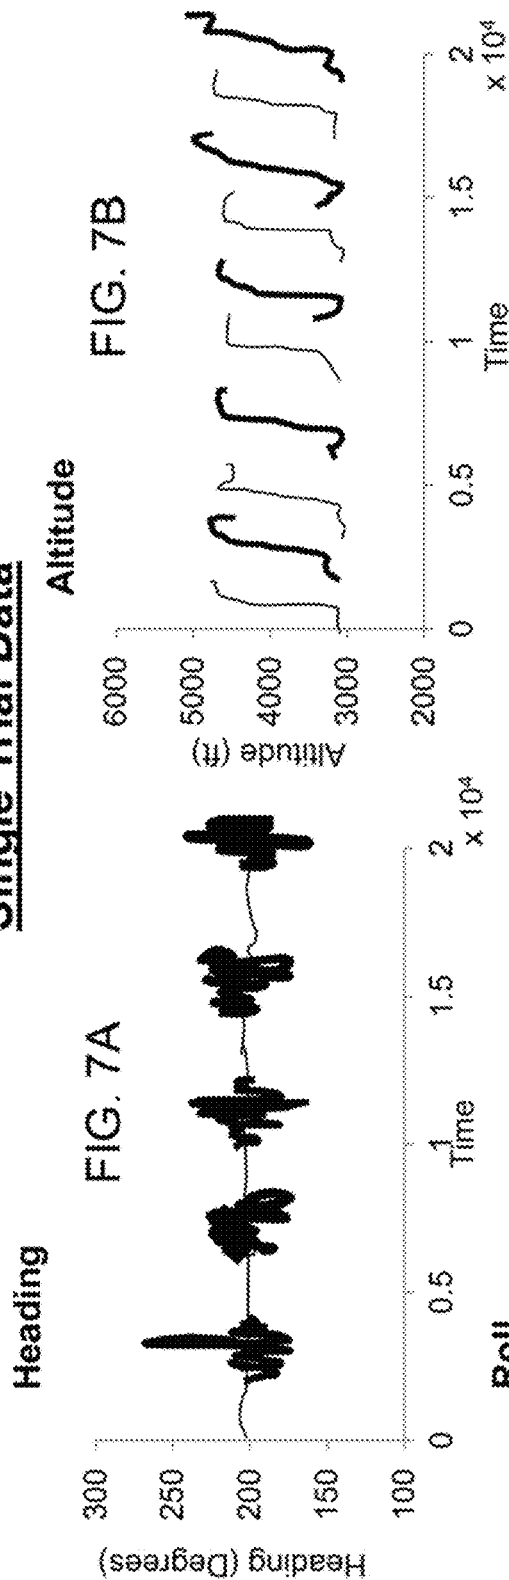 Single Trial Data
Heading
FIG. 7A
Heading (Degrees)
300
250
200
150
100
0
0.5
1
1.5
2
x 10⁴
Time
Altitude
FIG. 7B
Altitude (ft)
6000
5000
4000
3000
2000
0
0.5
1
1.5
2
x 10⁴
Time
Roll